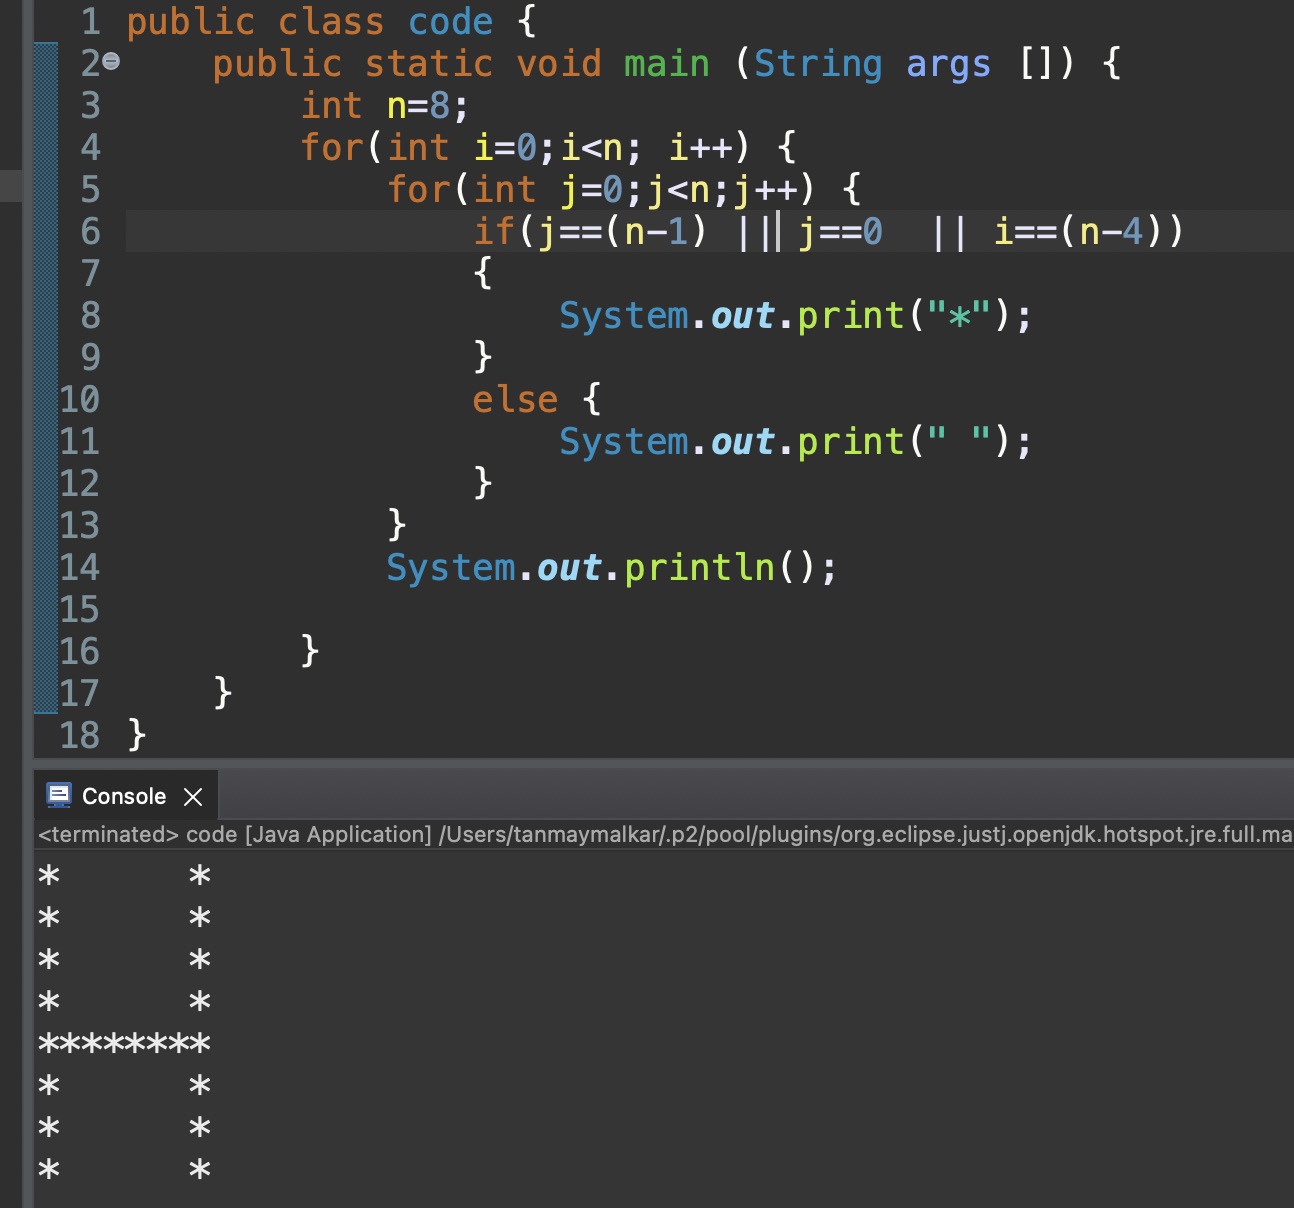 1 public class code {
2 public static void main (String args []) {
3 int n=8;
4 for(int i=0;i<n; i++) {
5 for(int j=0;j<n;j++) {
6 if(j==(n-1) || j==0  || i==(n-4))
7 {
8 System.out.print("*");
9 }
10 else {
11 System.out.print(" ");
12 }
13 }
14 System.out.println();
15
16 }
17 }
18 }
Console
<terminated> code [Java Application] /Users/tanmaymalkar/.p2/pool/plugins/org.eclipse.justj.openjdk.hotspot.jre.full.ma
*      *
*      *
*      *
*      *
********
*      *
*      *
*      *